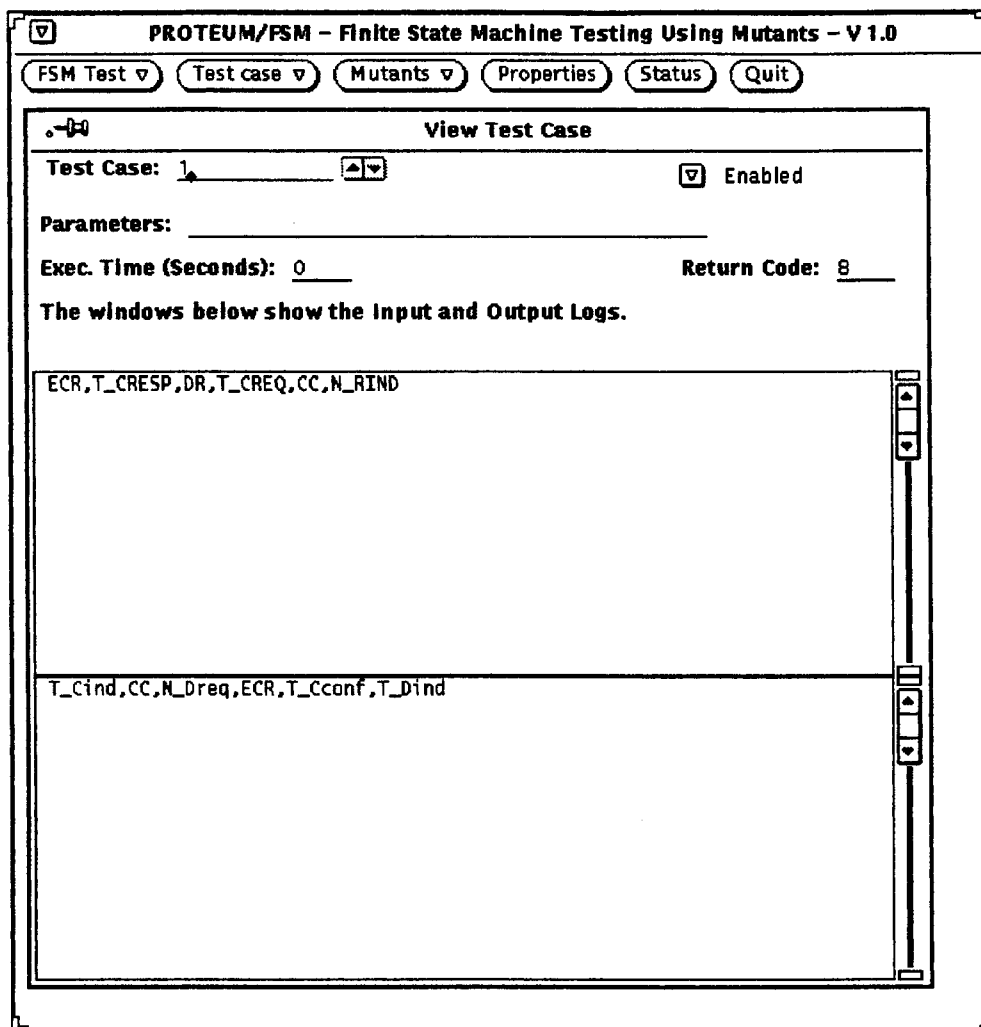 PROTEUM/FSM – Finite State Machine Testing Using Mutants – V 1.0
FSM Test Test case Mutants Properties Status Quit
View Test Case
Test Case: 1 Enabled
Parameters:
Exec. Time (Seconds): 0 Return Code: 8
The windows below show the Input and Output Logs.
ECR,T_CRESP,DR,T_CREQ,CC,N_RIND
T_Cind,CC,N_Dreq,ECR,T_Cconf,T_Dind